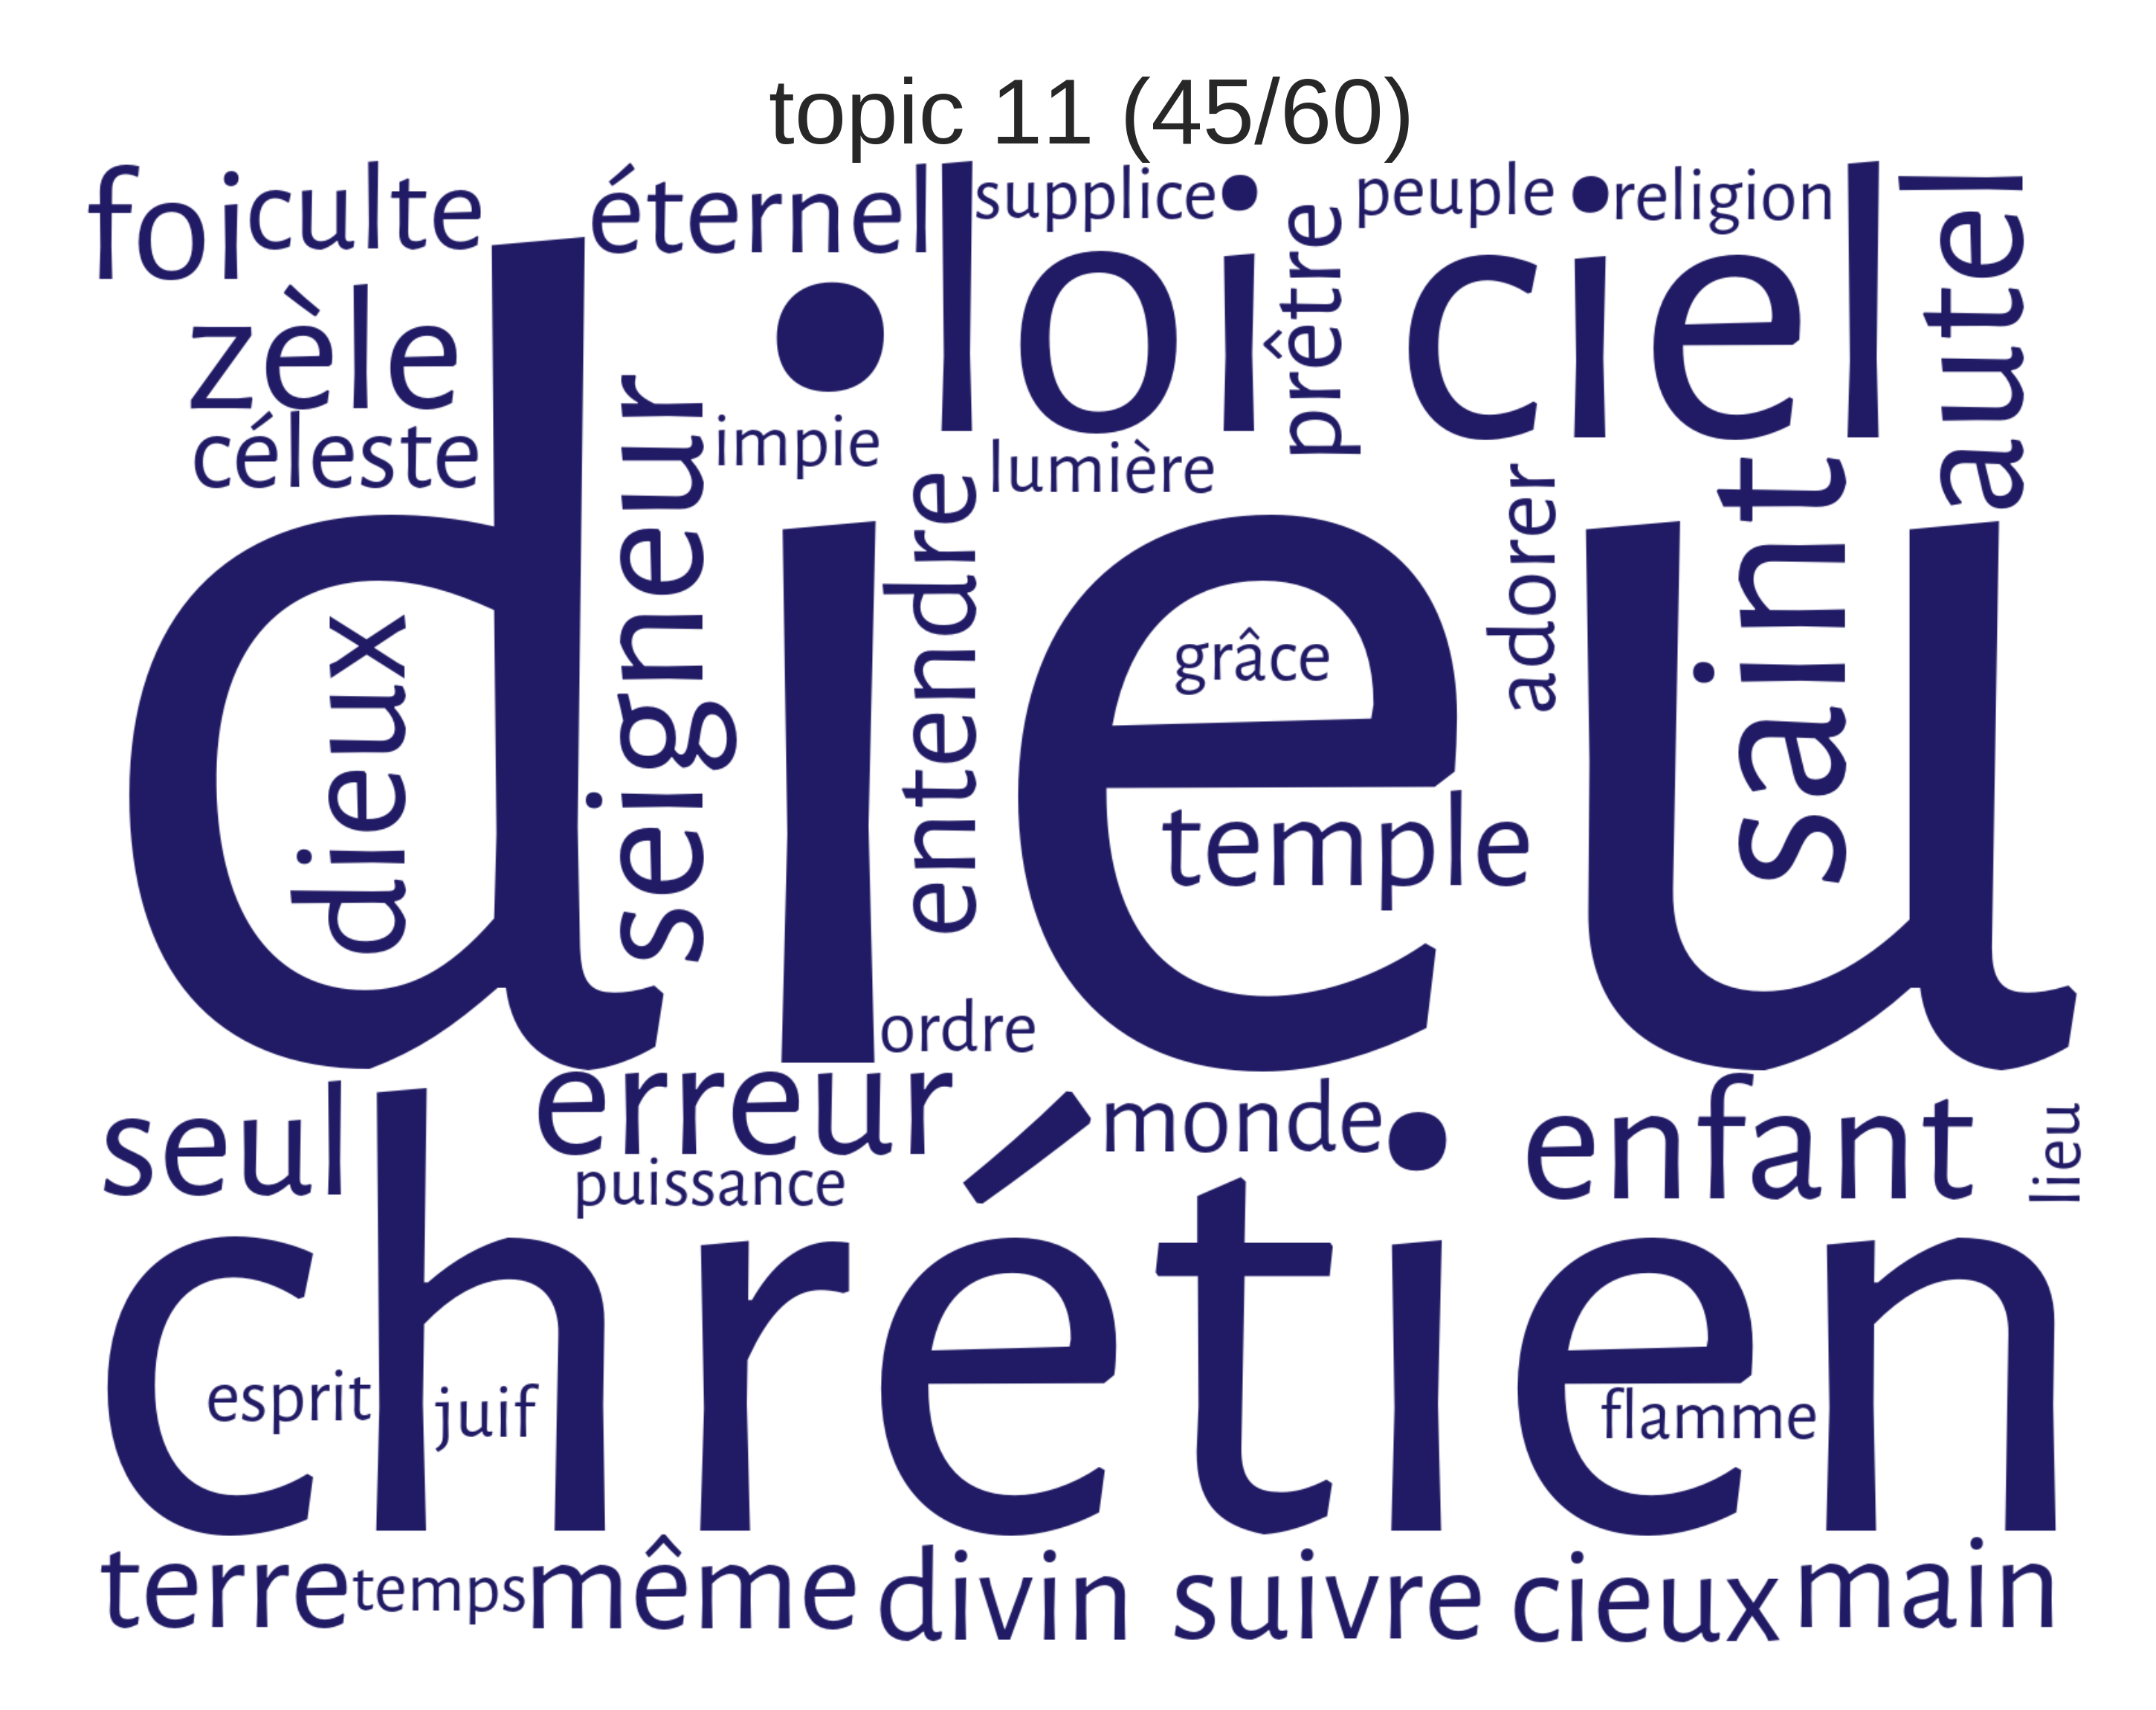 topic 11 (45/60)
foi culte éternel supplice peuple religion
zèle loi prêtre ciel autel
céleste seigneur impie lumière
dieu
dieux entendre grâce adorer saint
temple
ordre
seul erreur monde enfant lieu
puissance
chrétien
esprit juif flamme
terre temps même divin suivre cieux main